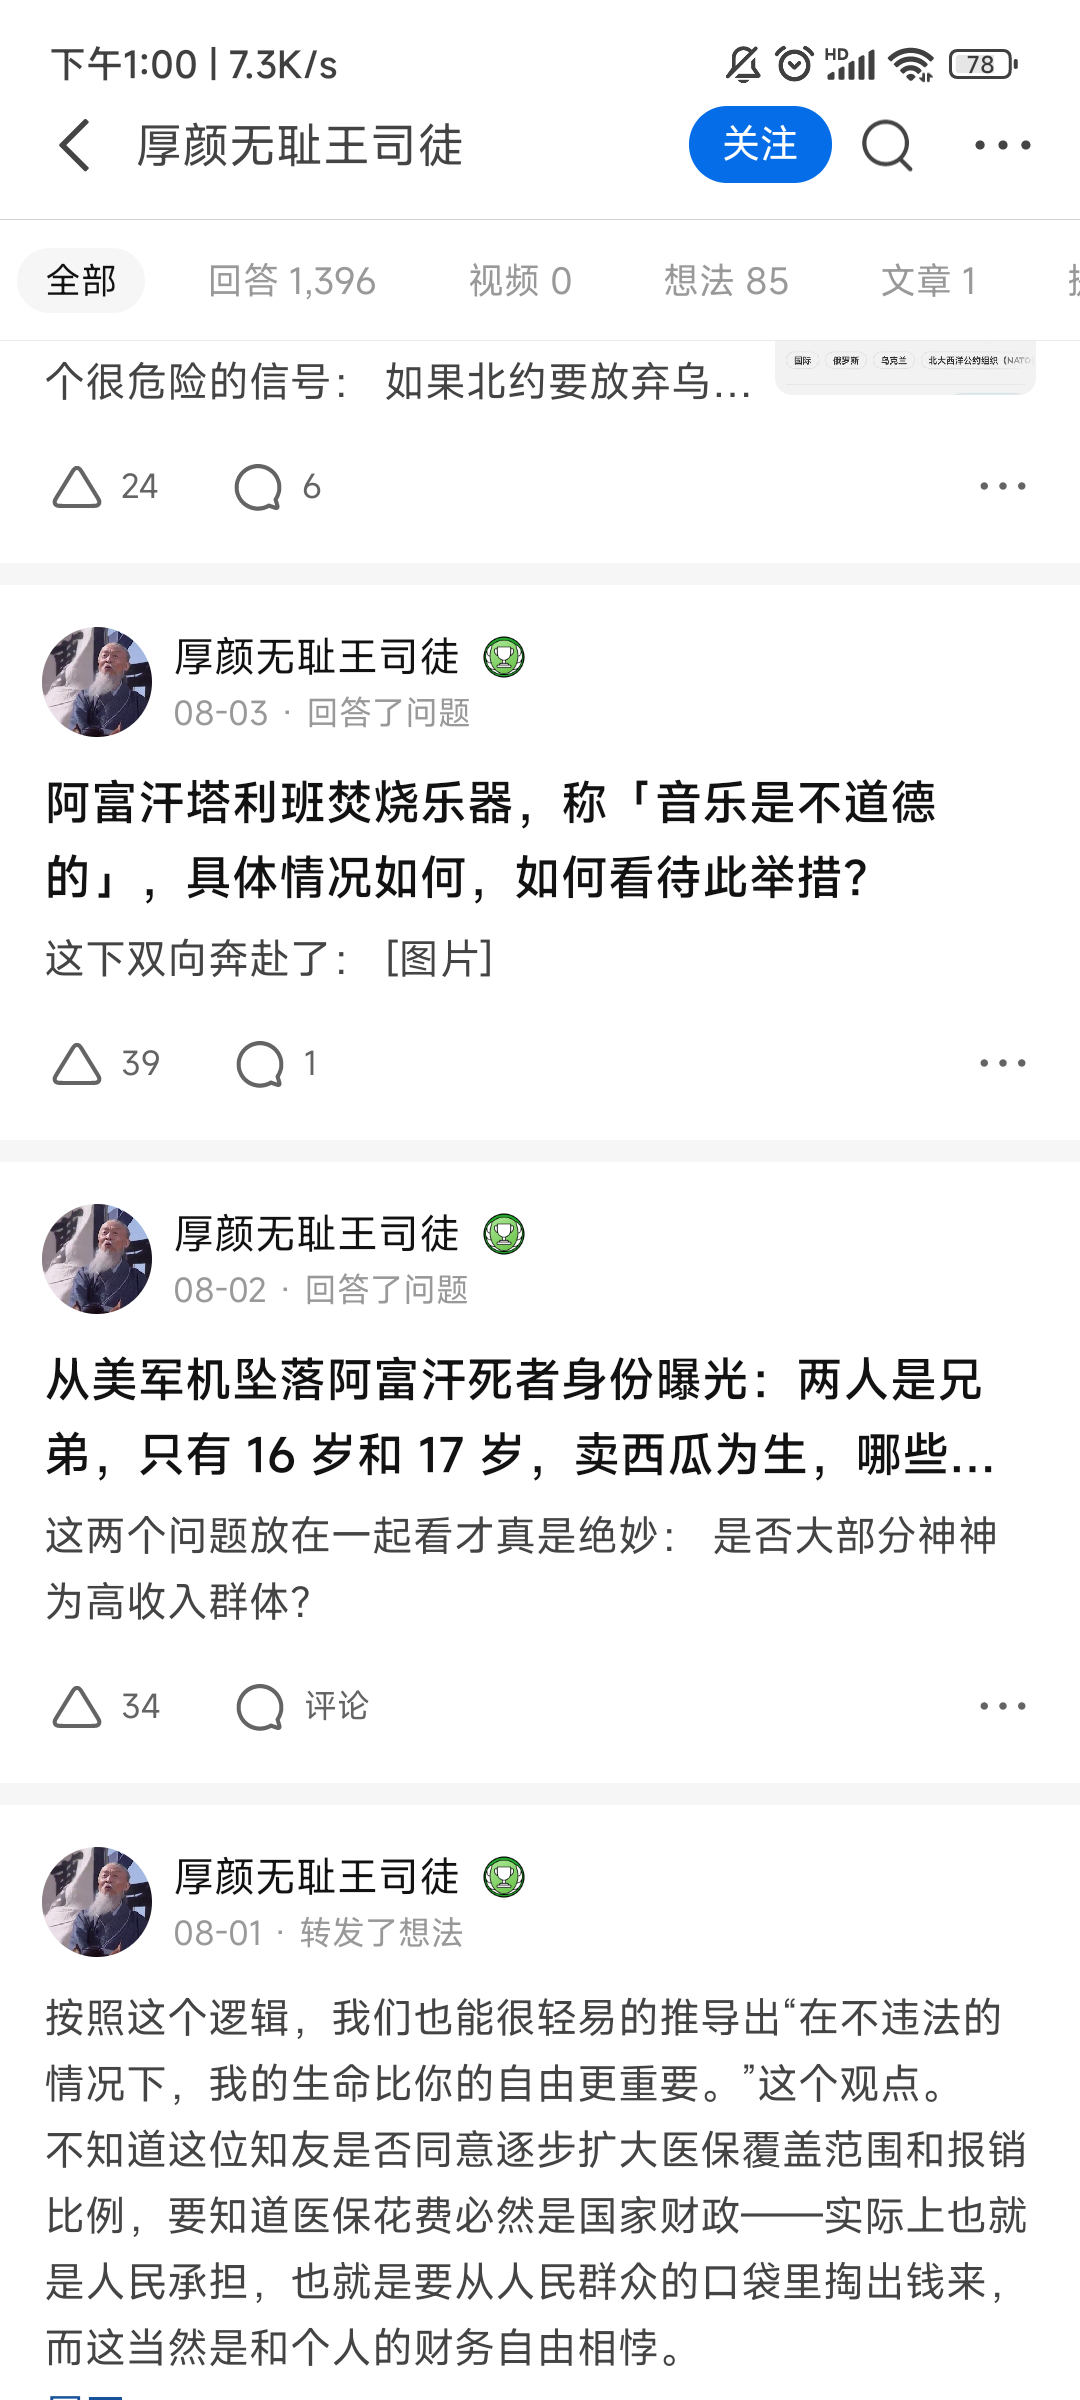 下午1:00 | 7.3K/s
HD
78
厚颜无耻王司徒
关注
全部
回答 1,396
视频 0
想法 85
文章 1
个很危险的信号： 如果北约要放弃乌...
国际
俄罗斯
乌克兰
北大西洋公约组织（NATO
24
6
厚颜无耻王司徒
08-03 · 回答了问题
阿富汗塔利班焚烧乐器，称「音乐是不道德
的」，具体情况如何，如何看待此举措？
这下双向奔赴了： [图片]
39
1
厚颜无耻王司徒
08-02 · 回答了问题
从美军机坠落阿富汗死者身份曝光：两人是兄
弟，只有 16 岁和 17 岁，卖西瓜为生，哪些...
这两个问题放在一起看才真是绝妙： 是否大部分神神
为高收入群体？
34
评论
厚颜无耻王司徒
08-01 · 转发了想法
按照这个逻辑，我们也能很轻易的推导出“在不违法的
情况下，我的生命比你的自由更重要。”这个观点。
不知道这位知友是否同意逐步扩大医保覆盖范围和报销
比例，要知道医保花费必然是国家财政——实际上也就
是人民承担，也就是要从人民群众的口袋里掏出钱来，
而这当然是和个人的财务自由相悖。